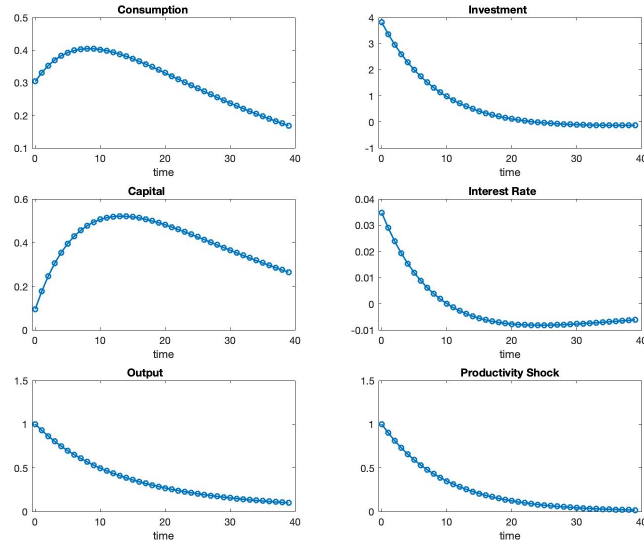 Consumption
0.5
0.4
0.3
0.2
0.1
0 10 20 30 40
time
Investment
4
3
2
1
0
-1
0 10 20 30 40
time
Capital
0.6
0.4
0.2
0
0 10 20 30 40
time
Interest Rate
0.04
0.03
0.02
0.01
0
-0.01
0 10 20 30 40
time
Output
1.5
1
0.5
0
0 10 20 30 40
time
Productivity Shock
1.5
1
0.5
0
0 10 20 30 40
time